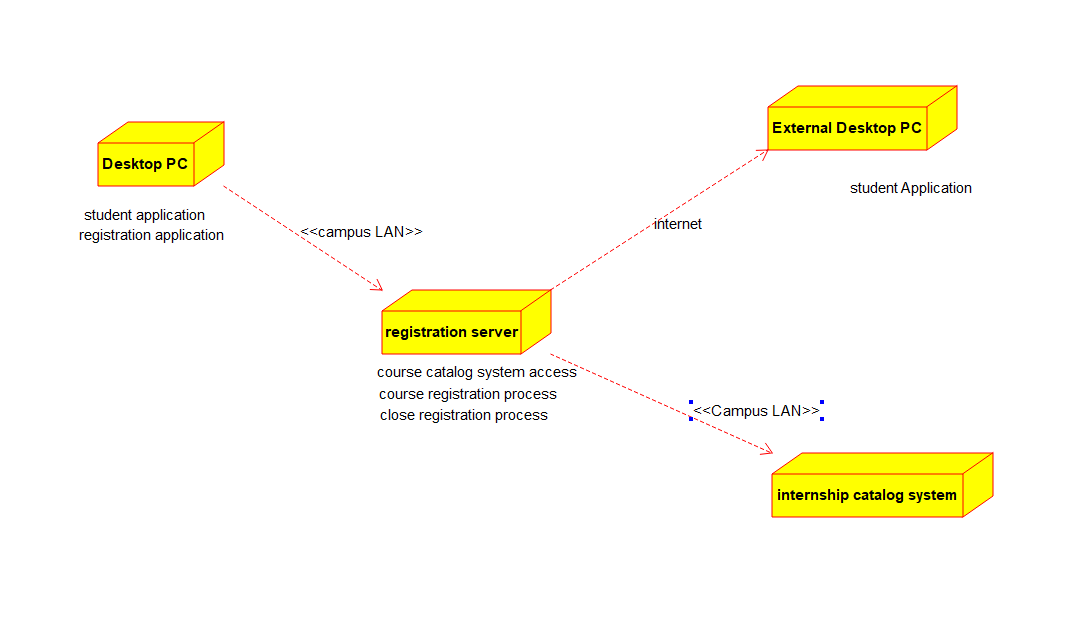 External Desktop PC
Desktop PC
student Application
student application
registration application
internet
<<campus LAN>>
registration server
course catalog system access
course registration process
close registration process
<<Campus LAN>>
internship catalog system